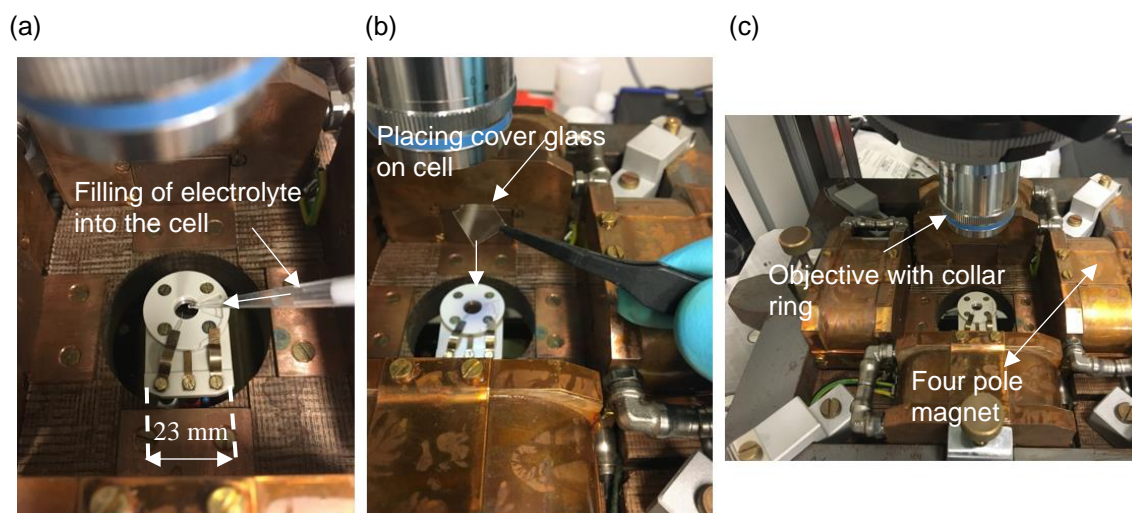 (a)
Filling of electrolyte
into the cell
23 mm
(b)
Placing cover glass
on cell
(c)
Objective with collar
ring
Four pole
magnet